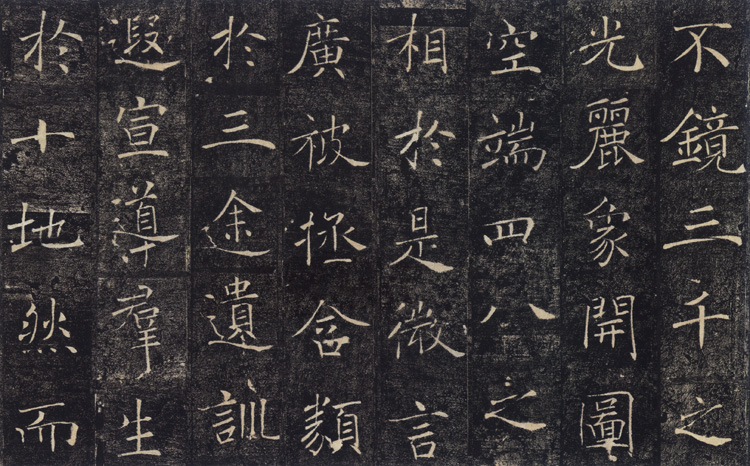 不鏡三千之
光麗象開圖
空端四八之
相於是微言
廣被拯含類
於三途遺訓
遐宣導群生
於十地然而